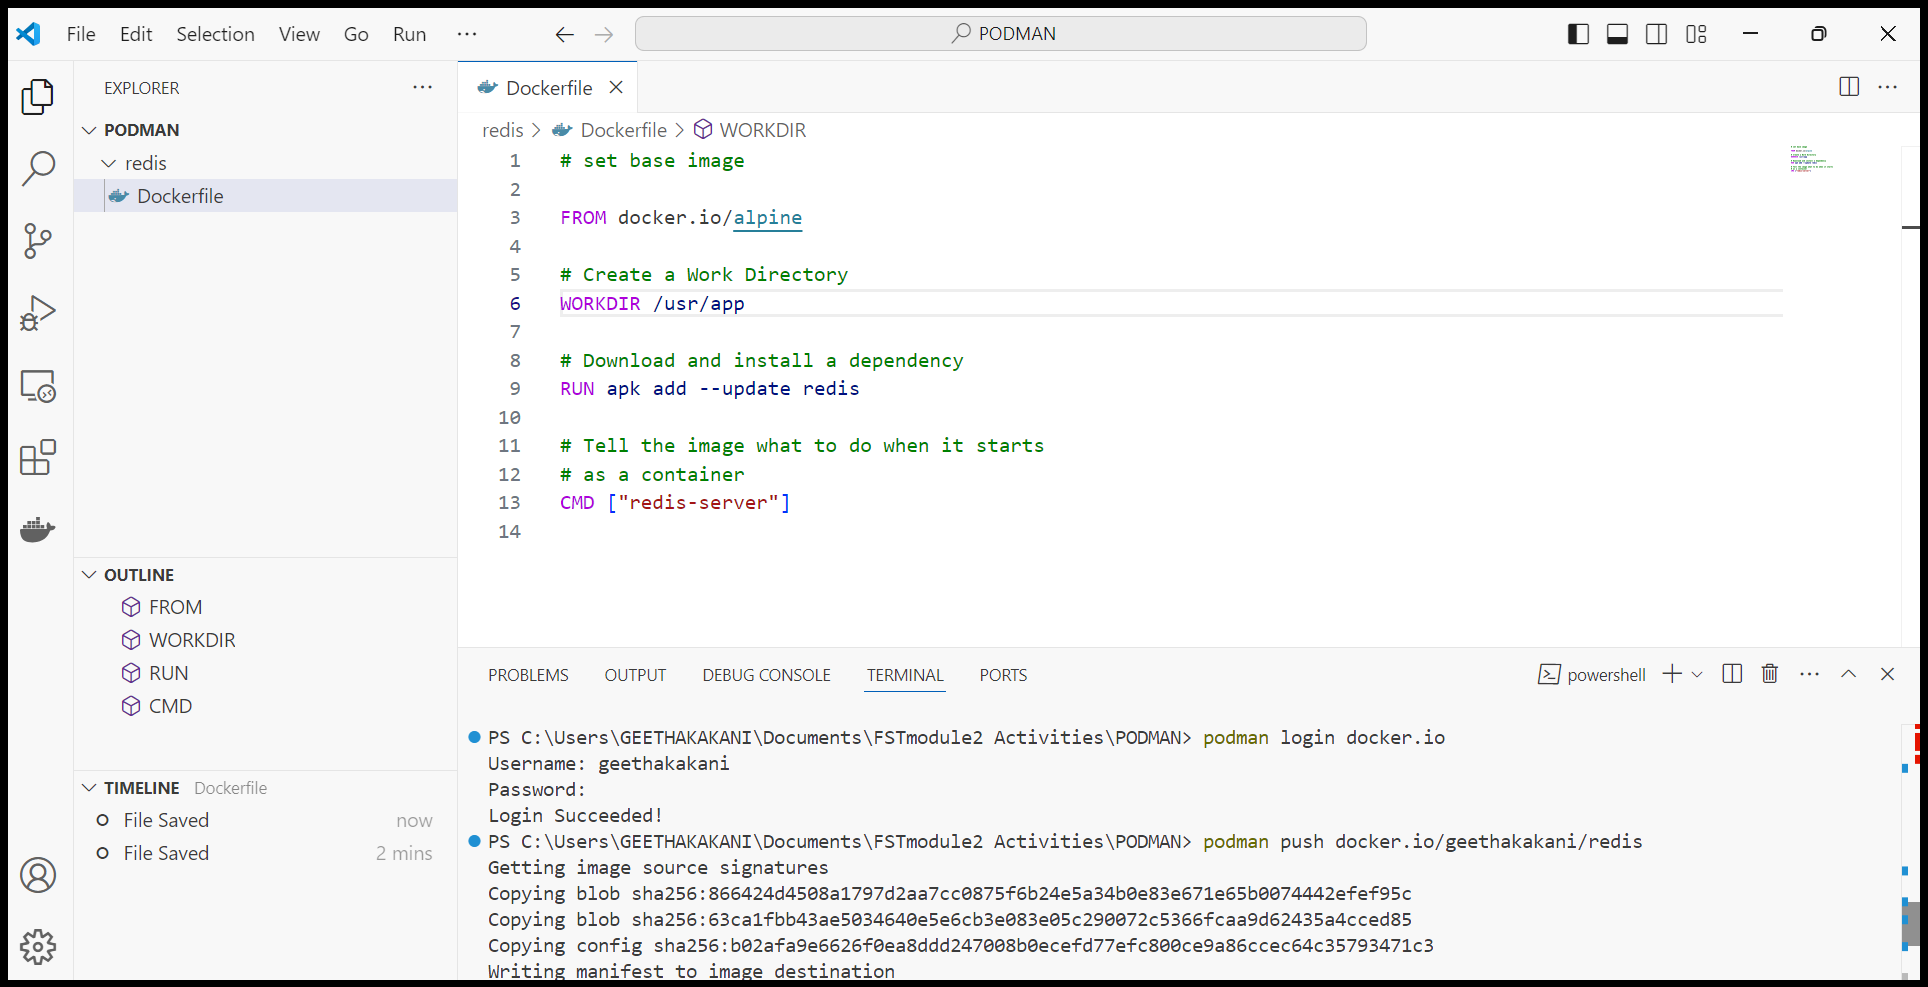 File Edit Selection View Go Run ···
PODMAN
EXPLORER ···
PODMAN
redis
Dockerfile
OUTLINE
FROM
WORKDIR
RUN
CMD
TIMELINE Dockerfile
File Saved now
File Saved 2 mins
Dockerfile
redis > Dockerfile > WORKDIR
1 # set base image
2
3 FROM docker.io/alpine
4
5 # Create a Work Directory
6 WORKDIR /usr/app
7
8 # Download and install a dependency
9 RUN apk add --update redis
10
11 # Tell the image what to do when it starts
12 # as a container
13 CMD ["redis-server"]
14
PROBLEMS OUTPUT DEBUG CONSOLE TERMINAL PORTS powershell
PS C:\Users\GEETHAKAKANI\Documents\FSTmodule2 Activities\PODMAN> podman login docker.io
Username: geethakakani
Password:
Login Succeeded!
PS C:\Users\GEETHAKAKANI\Documents\FSTmodule2 Activities\PODMAN> podman push docker.io/geethakakani/redis
Getting image source signatures
Copying blob sha256:866424d4508a1797d2aa7cc0875f6b24e5a34b0e83e671e65b0074442efef95c
Copying blob sha256:63ca1fbb43ae5034640e5e6cb3e083e05c290072c5366fcaa9d62435a4cced85
Copying config sha256:b02afa9e6626f0ea8ddd247008b0ecefd77efc800ce9a86ccec64c35793471c3
Writing manifest to image destination